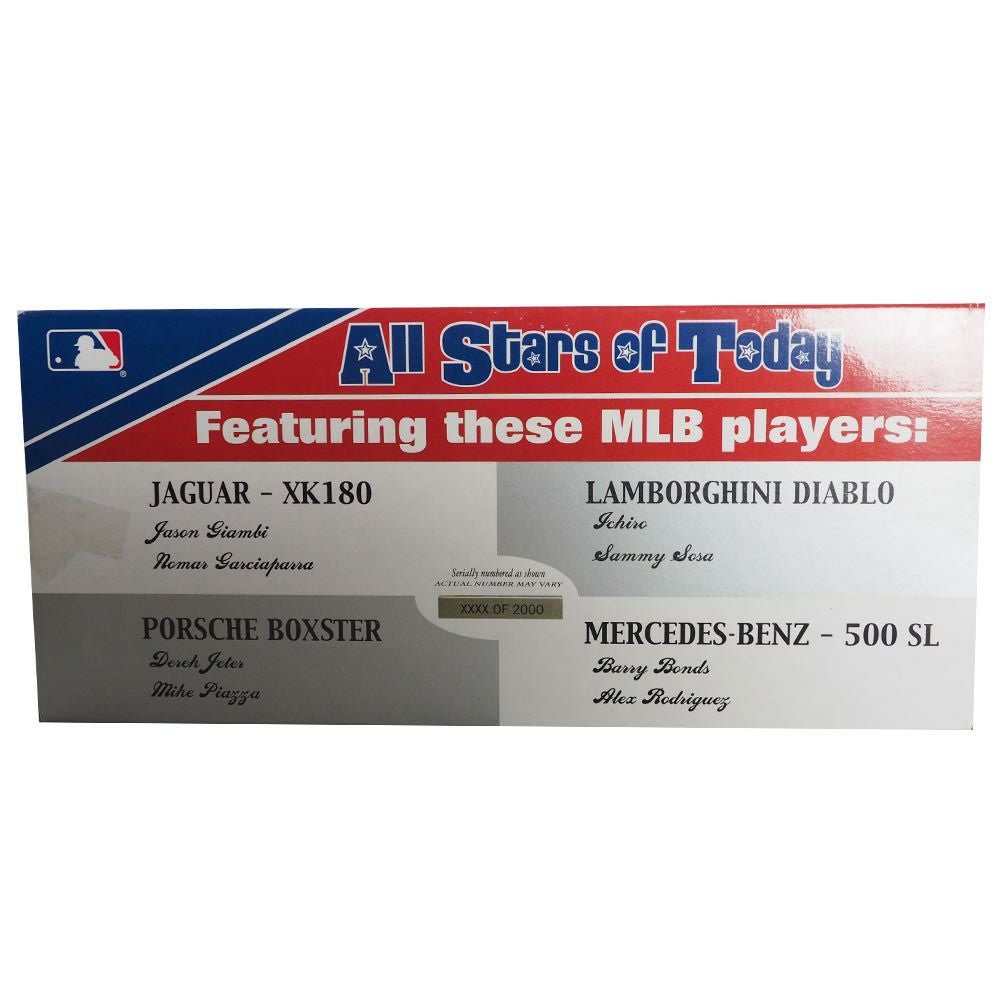 All Stars of Today
Featuring these MLB players:
JAGUAR – XK180
Jason Giambi
Nomar Garciaparra
LAMBORGHINI DIABLO
Ichiro
Sammy Sosa
Serially numbered as shown
ACTUAL NUMBER MAY VARY
XXXX OF 2000
PORSCHE BOXSTER
Derek Jeter
Mike Piazza
MERCEDES-BENZ – 500 SL
Barry Bonds
Alex Rodriguez